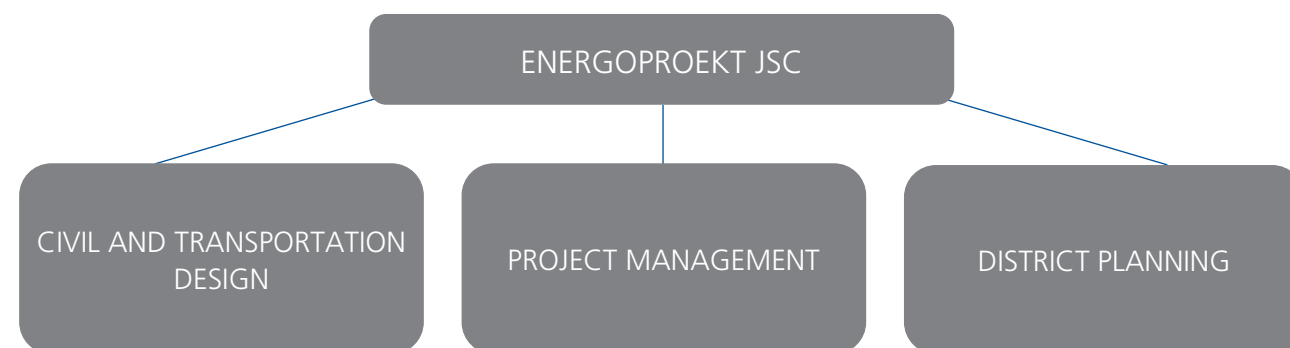 ENERGOPROEKT JSC
CIVIL AND TRANSPORTATION
DESIGN
PROJECT MANAGEMENT
DISTRICT PLANNING